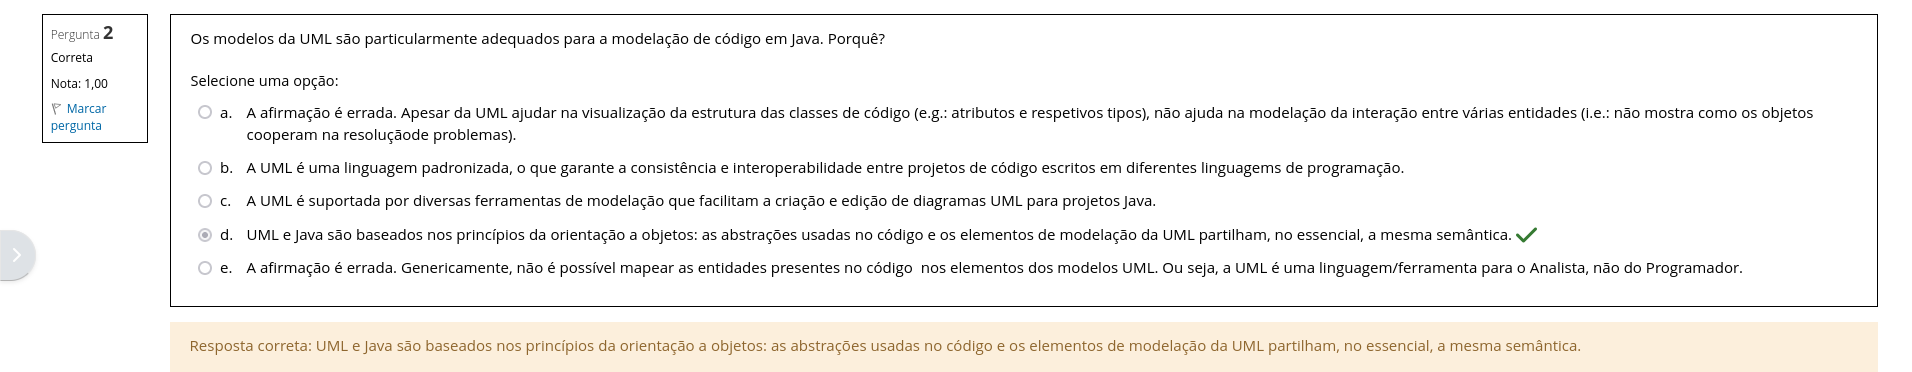 Pergunta 2
Correta
Nota: 1,00
Marcar
pergunta
Os modelos da UML são particularmente adequados para a modelação de código em Java. Porquê?
Selecione uma opção:
a. A afirmação é errada. Apesar da UML ajudar na visualização da estrutura das classes de código (e.g.: atributos e respetivos tipos), não ajuda na modelação da interação entre várias entidades (i.e.: não mostra como os objetos
cooperam na resoluçãode problemas).
b. A UML é uma linguagem padronizada, o que garante a consistência e interoperabilidade entre projetos de código escritos em diferentes linguagems de programação.
c. A UML é suportada por diversas ferramentas de modelação que facilitam a criação e edição de diagramas UML para projetos Java.
d. UML e Java são baseados nos princípios da orientação a objetos: as abstrações usadas no código e os elementos de modelação da UML partilham, no essencial, a mesma semântica.
e. A afirmação é errada. Genericamente, não é possível mapear as entidades presentes no código  nos elementos dos modelos UML. Ou seja, a UML é uma linguagem/ferramenta para o Analista, não do Programador.
Resposta correta: UML e Java são baseados nos princípios da orientação a objetos: as abstrações usadas no código e os elementos de modelação da UML partilham, no essencial, a mesma semântica.